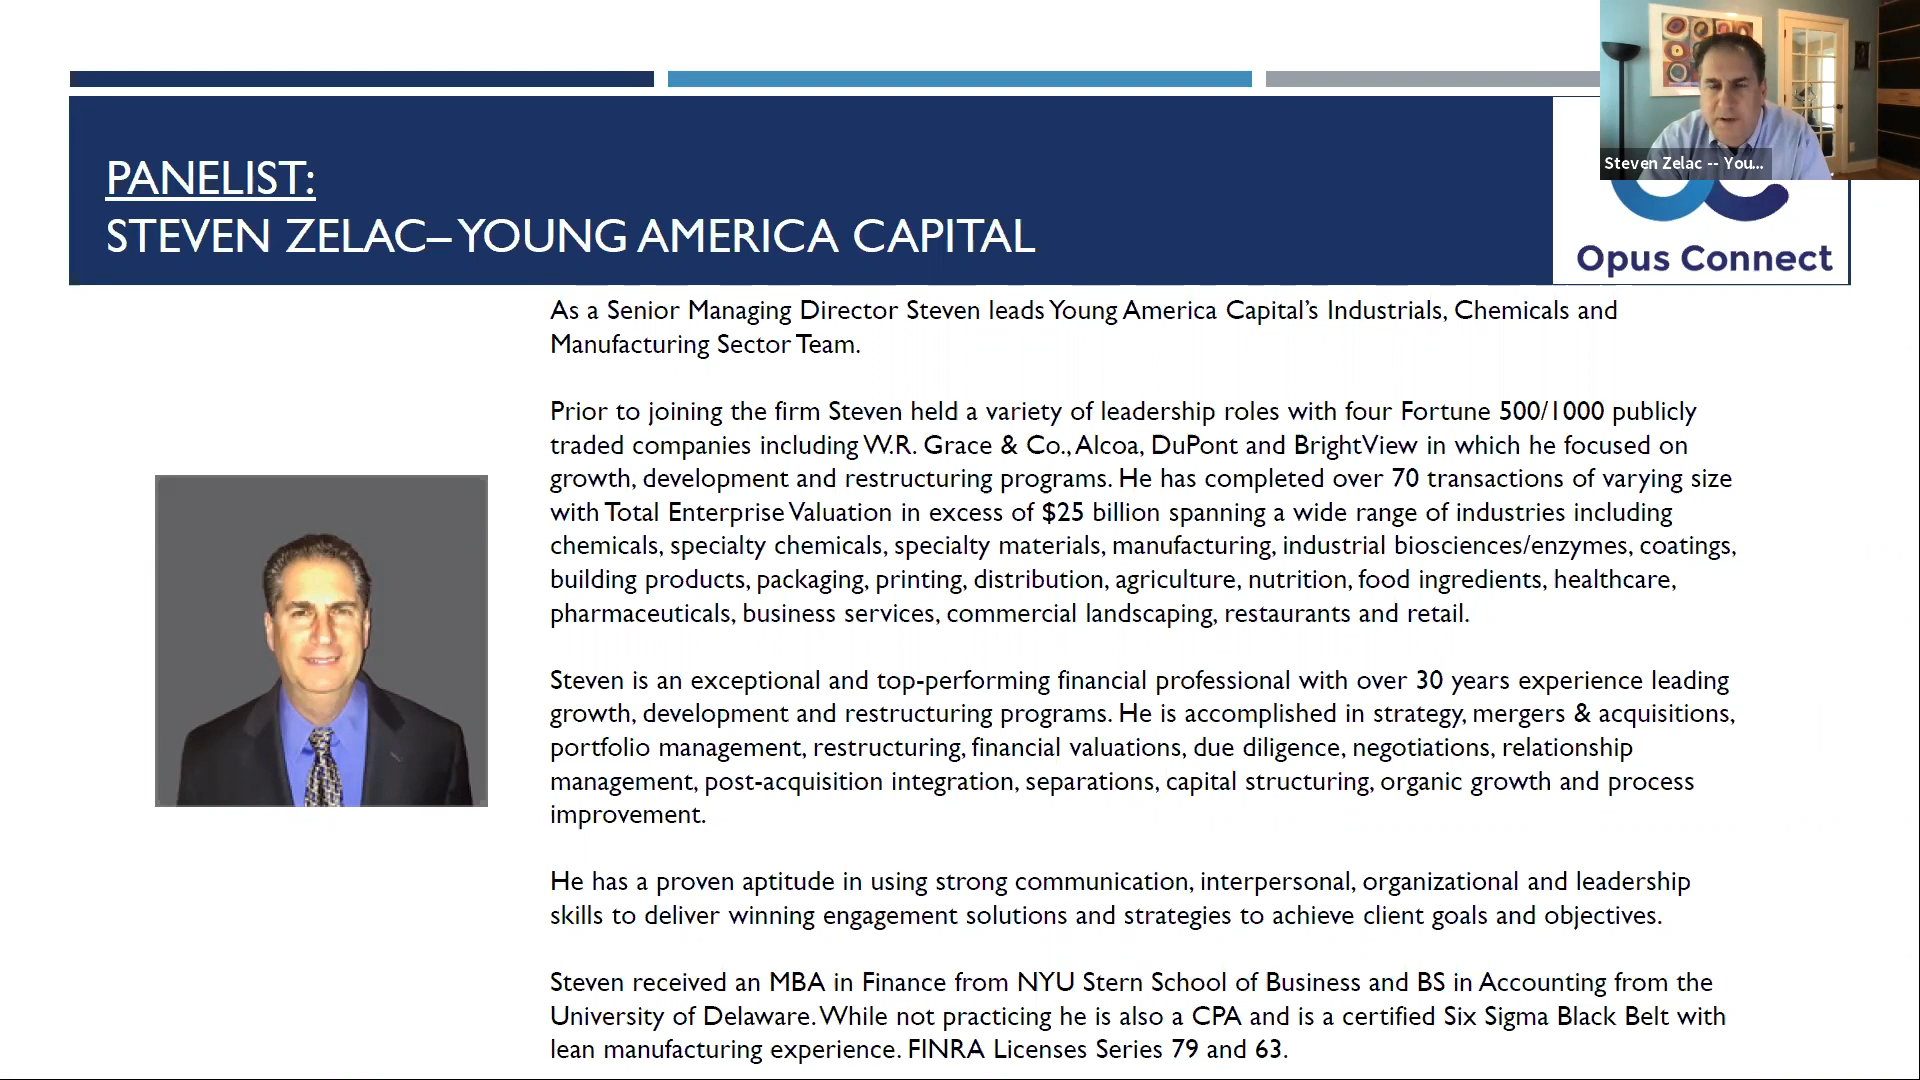 PANELIST:
STEVEN ZELAC– YOUNG AMERICA CAPITAL
Steven Zelac -- You...
Opus Connect
As a Senior Managing Director Steven leads Young America Capital’s Industrials, Chemicals and
Manufacturing Sector Team.
Prior to joining the firm Steven held a variety of leadership roles with four Fortune 500/1000 publicly
traded companies including W.R. Grace & Co., Alcoa, DuPont and BrightView in which he focused on
growth, development and restructuring programs. He has completed over 70 transactions of varying size
with Total Enterprise Valuation in excess of $25 billion spanning a wide range of industries including
chemicals, specialty chemicals, specialty materials, manufacturing, industrial biosciences/enzymes, coatings,
building products, packaging, printing, distribution, agriculture, nutrition, food ingredients, healthcare,
pharmaceuticals, business services, commercial landscaping, restaurants and retail.
Steven is an exceptional and top-performing financial professional with over 30 years experience leading
growth, development and restructuring programs. He is accomplished in strategy, mergers & acquisitions,
portfolio management, restructuring, financial valuations, due diligence, negotiations, relationship
management, post-acquisition integration, separations, capital structuring, organic growth and process
improvement.
He has a proven aptitude in using strong communication, interpersonal, organizational and leadership
skills to deliver winning engagement solutions and strategies to achieve client goals and objectives.
Steven received an MBA in Finance from NYU Stern School of Business and BS in Accounting from the
University of Delaware. While not practicing he is also a CPA and is a certified Six Sigma Black Belt with
lean manufacturing experience. FINRA Licenses Series 79 and 63.